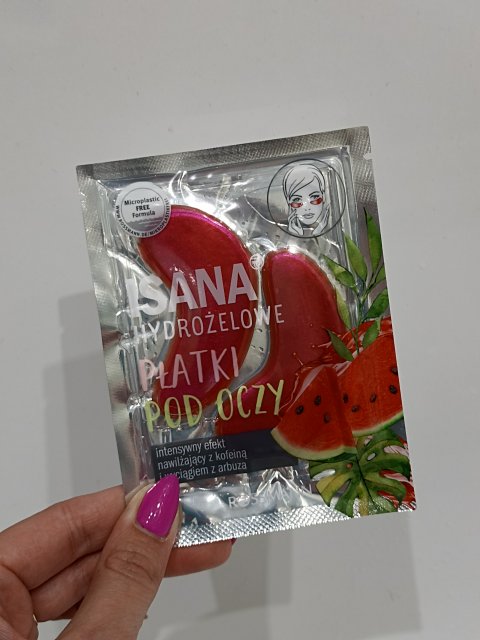 Microplastic
FREE
Formula
ISANA
HYDROŻELOWE
PŁATKI
POD OCZY
intensywny efekt
nawilżający z kofeiną
i wyciągiem z arbuza